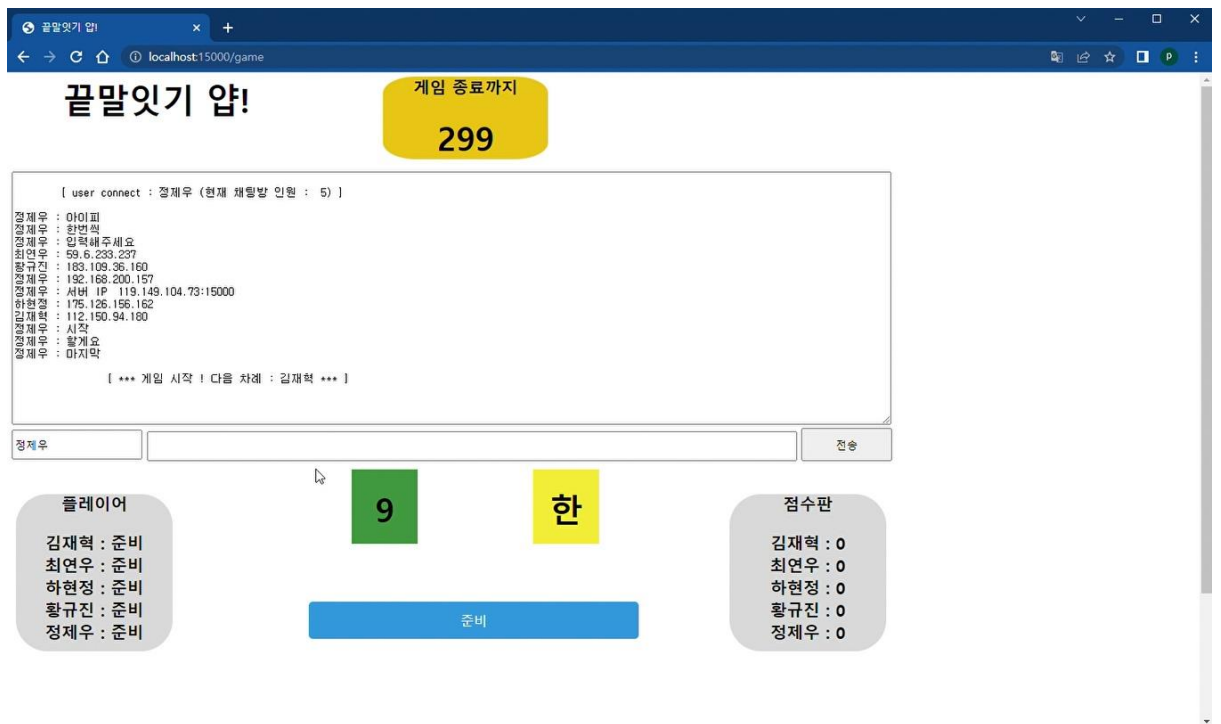 끝말잇기 얍!
localhost:15000/game
P
끝말잇기 얍!
게임 종료까지
299
[ user connect : 정제우 (현재 채팅방 인원 : 5) ]
정제우 : 아이피
정제우 : 한번씩
정제우 : 입력해주세요
최연우 : 59.6.233.237
황규진 : 183.109.36.160
정제우 : 192.168.200.157
정제우 : 서버 IP 119.149.104.73:15000
하현정 : 175.126.156.162
김재혁 : 112.150.94.180
정제우 : 시작
정제우 : 할게요
정제우 : 마지막
[ *** 게임 시작 ! 다음 차례 : 김재혁 *** ]
정제우
전송
9
한
플레이어
김재혁 : 준비
최연우 : 준비
하현정 : 준비
황규진 : 준비
정제우 : 준비
준비
점수판
김재혁 : 0
최연우 : 0
하현정 : 0
황규진 : 0
정제우 : 0